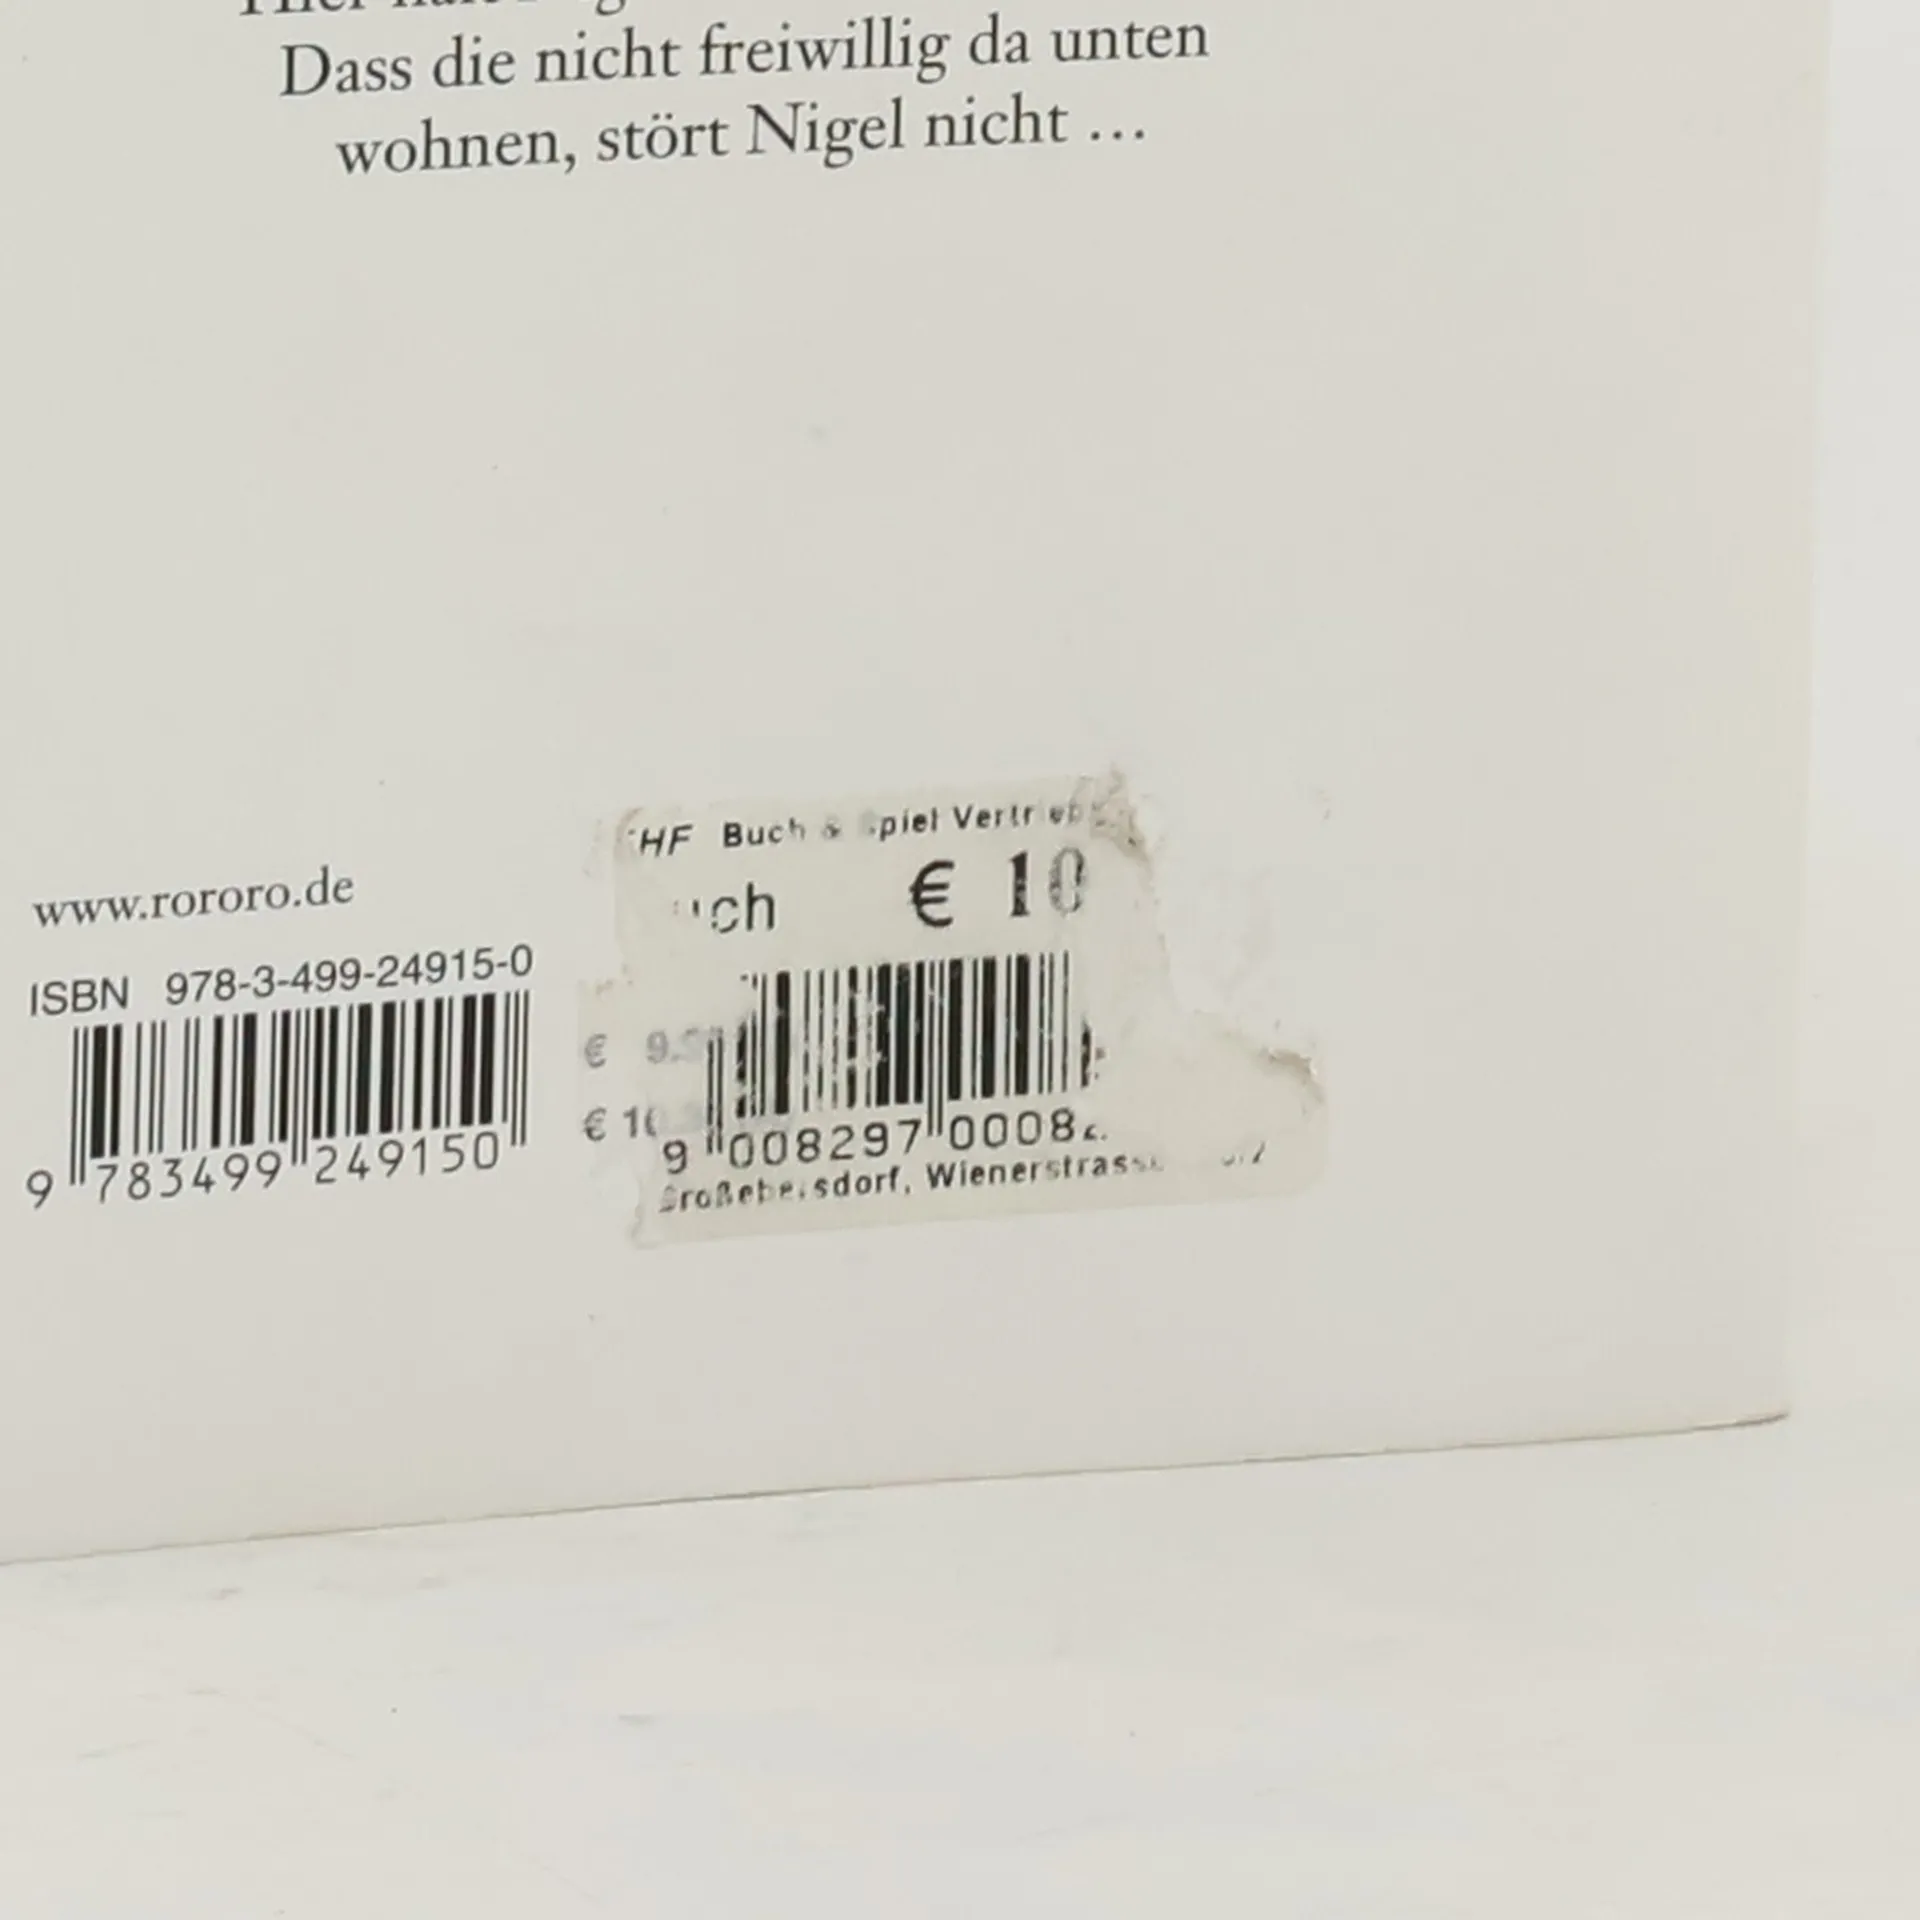 Dass die nicht freiwillig da unten
wohnen, stört Nigel nicht ...
HF Buch &
€ 10
www.rororo.de
ISBN 978-3-499-24915-0
€
€
9 783499 249150
9 008297 0008
Wienerstrass